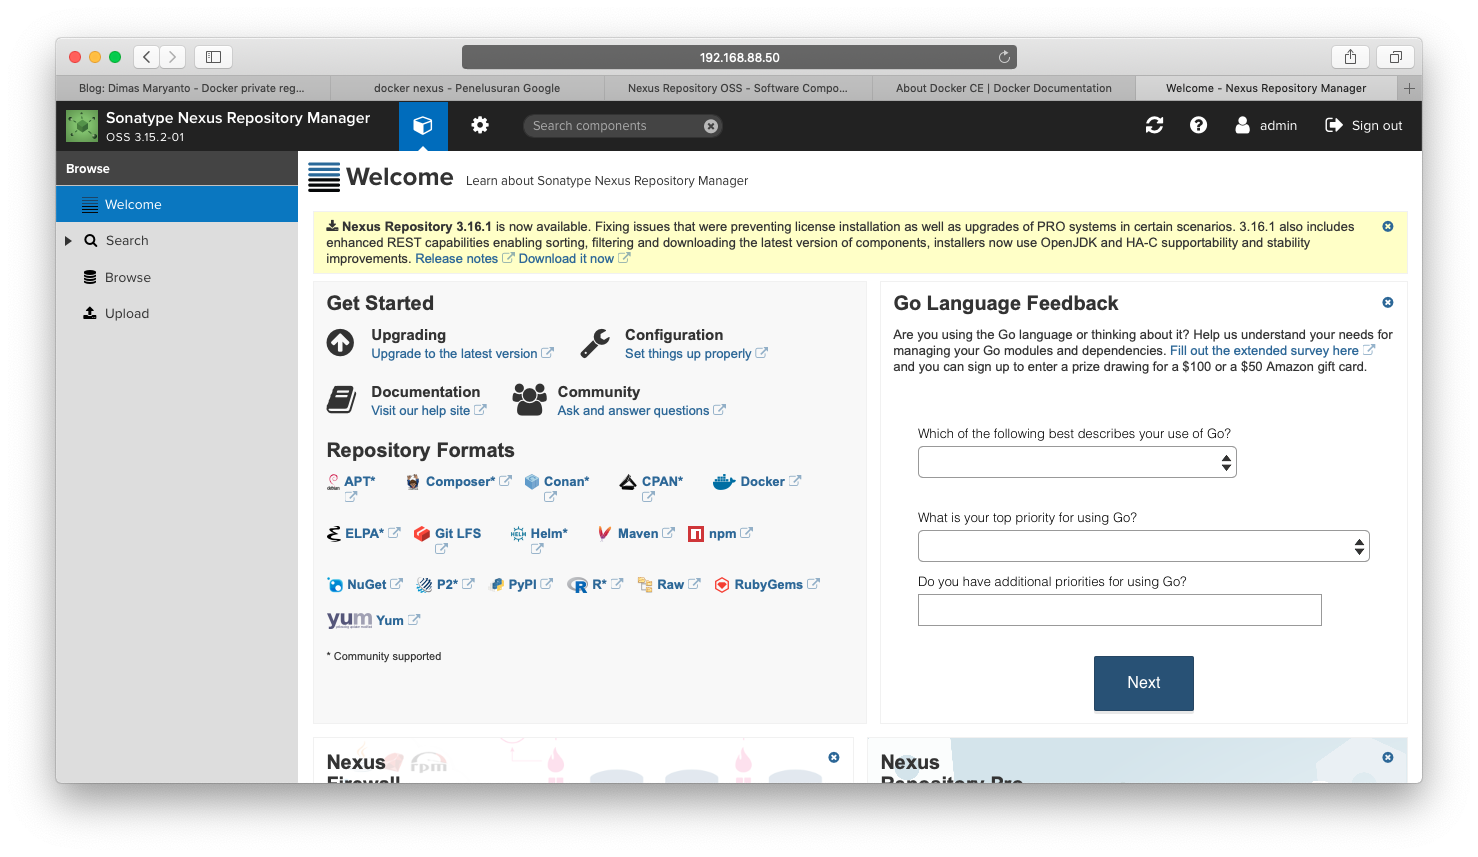 192.168.88.50
Blog: Dimas Maryanto - Docker private reg...
docker nexus - Penelusuran Google
Nexus Repository OSS - Software Compo...
About Docker CE | Docker Documentation
Welcome - Nexus Repository Manager
Sonatype Nexus Repository Manager
OSS 3.15.2-01
Search components
admin
Sign out
Browse
Welcome
Search
Browse
Upload
Welcome
Learn about Sonatype Nexus Repository Manager
Nexus Repository 3.16.1 is now available. Fixing issues that were preventing license installation as well as upgrades of PRO systems in certain scenarios. 3.16.1 also includes
enhanced REST capabilities enabling sorting, filtering and downloading the latest version of components, installers now use OpenJDK and HA-C supportability and stability
improvements. Release notes Download it now
Get Started
Upgrading
Upgrade to the latest version
Configuration
Set things up properly
Documentation
Visit our help site
Community
Ask and answer questions
Repository Formats
APT*
Composer*
Conan*
CPAN*
Docker
ELPA*
Git LFS
HELM
Helm*
Maven
npm
NuGet
P2*
PyPI
R*
Raw
RubyGems
yum Yum
* Community supported
Go Language Feedback
Are you using the Go language or thinking about it? Help us understand your needs for
managing your Go modules and dependencies. Fill out the extended survey here
and you can sign up to enter a prize drawing for a $100 or a $50 Amazon gift card.
Which of the following best describes your use of Go?
What is your top priority for using Go?
Do you have additional priorities for using Go?
Next
Nexus
Firewall
rpm
Nexus
Repository Pro